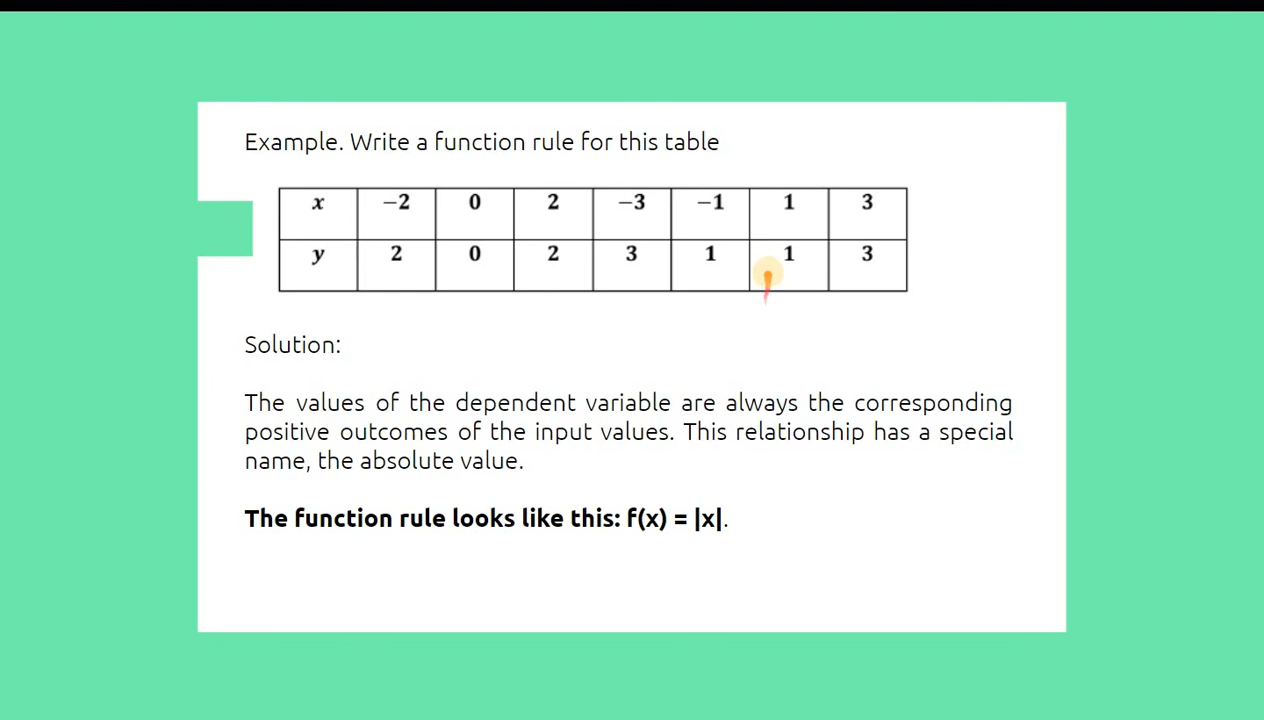 Example. Write a function rule for this table
x −2 0 2 −3 −1 1 3
y 2 0 2 3 1 1 3
Solution:
The values of the dependent variable are always the corresponding
positive outcomes of the input values. This relationship has a special
name, the absolute value.
The function rule looks like this: f(x) = |x|.